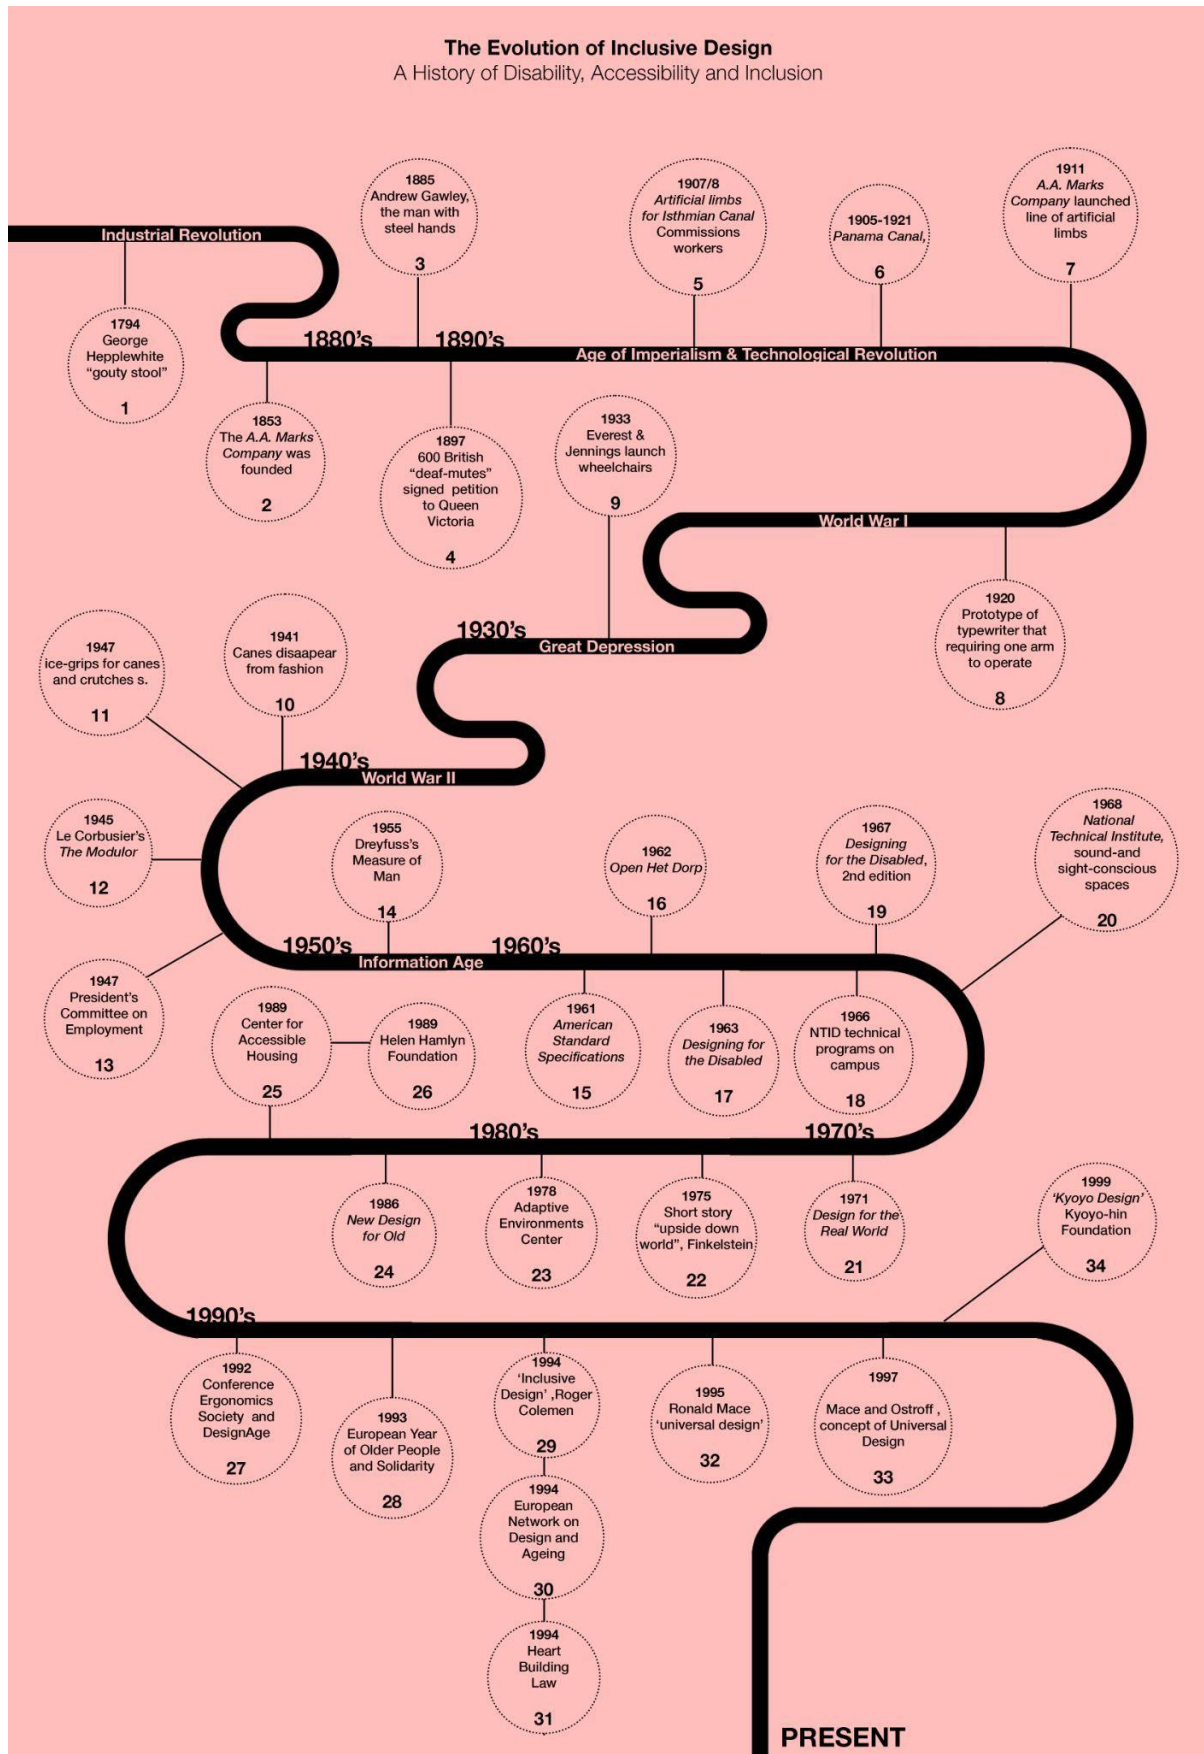 The Evolution of Inclusive Design
A History of Disability, Accessibility and Inclusion
Industrial Revolution
1794
George
Hepplewhite
“gouty stool”
1
1853
The A.A. Marks
Company was
founded
2
1880’s
1885
Andrew Gawley,
the man with
steel hands
3
1890’s
1897
600 British
“deaf-mutes”
signed petition
to Queen
Victoria
4
Age of Imperialism & Technological Revolution
1907/8
Artificial limbs
for Isthmian Canal
Commissions
workers
5
1905-1921
Panama Canal,
6
1911
A.A. Marks
Company launched
line of artificial
limbs
7
World War I
1920
Prototype of
typewriter that
requiring one arm
to operate
8
1933
Everest &
Jennings launch
wheelchairs
9
1930’s
Great Depression
1940’s
World War II
1941
Canes disaapear
from fashion
10
1947
ice-grips for canes
and crutches s.
11
1945
Le Corbusier’s
The Modulor
12
1947
President’s
Committee on
Employment
13
1950’s
Information Age
1955
Dreyfuss’s
Measure of
Man
14
1960’s
1961
American
Standard
Specifications
15
1962
Open Het Dorp
16
1963
Designing for
the Disabled
17
1966
NTID technical
programs on
campus
18
1967
Designing
for the Disabled,
2nd edition
19
1968
National
Technical Institute,
sound-and
sight-conscious
spaces
20
1970’s
1971
Design for the
Real World
21
1975
Short story
“upside down
world”, Finkelstein
22
1980’s
1978
Adaptive
Environments
Center
23
1986
New Design
for Old
24
1989
Center for
Accessible
Housing
25
1989
Helen Hamlyn
Foundation
26
1990’s
1992
Conference
Ergonomics
Society and
DesignAge
27
1993
European Year
of Older People
and Solidarity
28
1994
‘Inclusive
Design’ ,Roger
Colemen
29
1994
European
Network on
Design and
Ageing
30
1994
Heart
Building
Law
31
1995
Ronald Mace
‘universal design’
32
1997
Mace and Ostroff ,
concept of Universal
Design
33
1999
‘Kyoyo Design’
Kyoyo-hin
Foundation
34
PRESENT